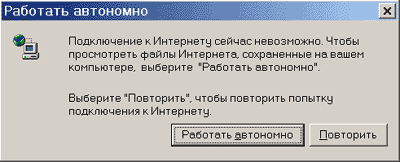 Работать автономно
Подключение к Интернету сейчас невозможно. Чтобы
просмотреть файлы Интернета, сохраненные на вашем
компьютере, выберите "Работать автономно".
Выберите "Повторить", чтобы повторить попытку
подключения к Интернету.
Работать автономно
Повторить